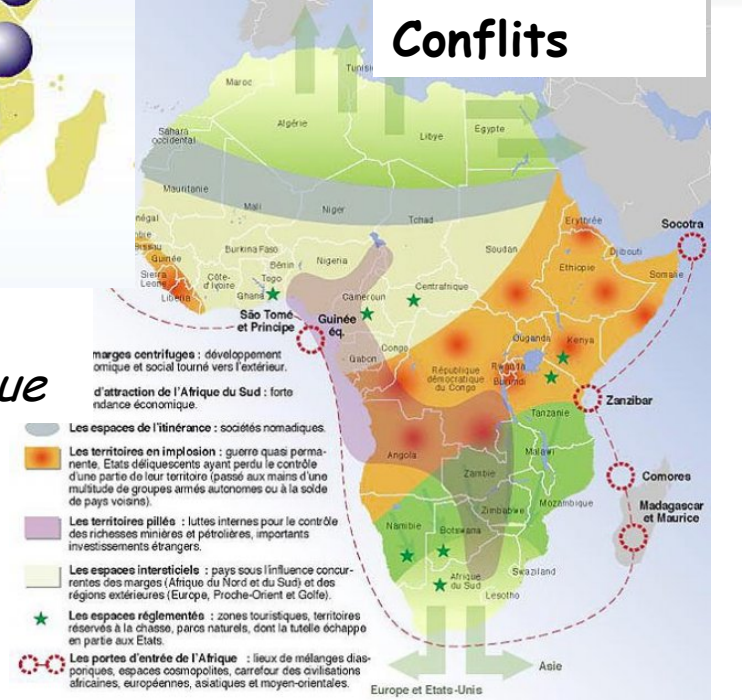 Conflits
Maroc
Tunisi
Algérie
Libye
Egypte
Sahara
occidental
Mauritanie
Mali
Niger
Tchad
Erythrée
Socotra
négal
Bissau
Burkina Faso
Soudan
Djibouti
Guinée
Bénin
Nigeria
Ethiopie
Somalie
Sierra
Leone
Côte-
d'Ivoire
Togo
Centrafrique
Liberia
Ghana
Cameroun
São Tomé
et Principe
Guinée
éq.
Congo
Ouganda
Kenya
Gabon
République
démocratique
du Congo
Rwanda
Burundi
Zanzibar
Tanzanie
Angola
Malawi
Zambie
Comores
Mozambique
Madagascar
et Maurice
Zimbabwe
Namibie
Botswana
Swaziland
Afrique
du Sud
Lesotho
Asie
Europe et Etats-Unis
ue
marges centrifuges : développement
omique et social tourné vers l'extérieur.
d'attraction de l'Afrique du Sud : forte
ndance économique.
Les espaces de l'itinérance : sociétés nomadiques.
Les territoires en implosion : guerre quasi perma-
nente, Etats déliquescents ayant perdu le contrôle
d'une partie de leur territoire (passé aux mains d'une
multitude de groupes armés autonomes ou à la solde
de pays voisins).
Les territoires pillés : luttes internes pour le contrôle
des richesses minières et pétrolières, importants
investissements étrangers.
Les espaces intersticiels : pays sous l'influence concur-
rentes des marges (Afrique du Nord et du Sud) et des
régions extérieures (Europe, Proche-Orient et Golfe).
Les espaces réglementés : zones touristiques, territoires
réservés à la chasse, parcs naturels, dont la tutelle échappe
en partie aux Etats.
Les portes d'entrée de l'Afrique : lieux de mélanges dias-
poriques, espaces cosmopolites, carrefour des civilisations
africaines, européennes, asiatiques et moyen-orientales.